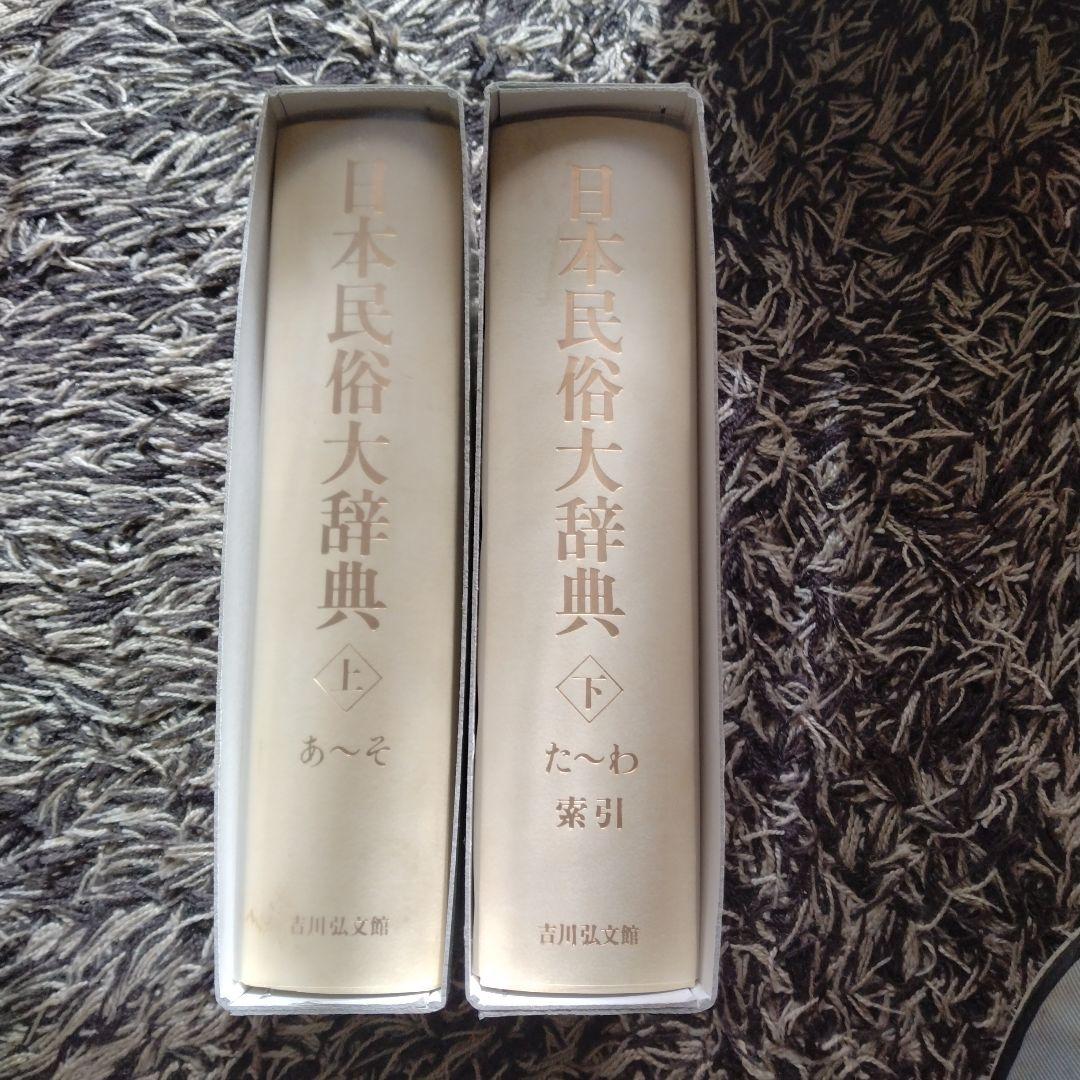 日本民俗大辞典
上
あ〜そ
吉川弘文館
日本民俗大辞典
下
た〜わ
索引
吉川弘文館